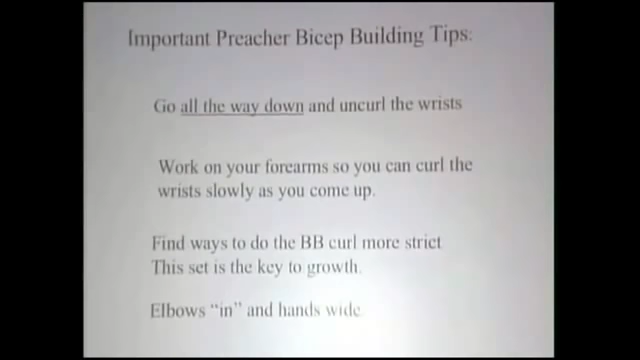 Important Preacher Bicep Building Tips:
Go all the way down and uncurl the wrists
Work on your forearms so you can curl the
wrists slowly as you come up.
Find ways to do the BB curl more strict
This set is the key to growth.
Elbows “in” and hands wide.